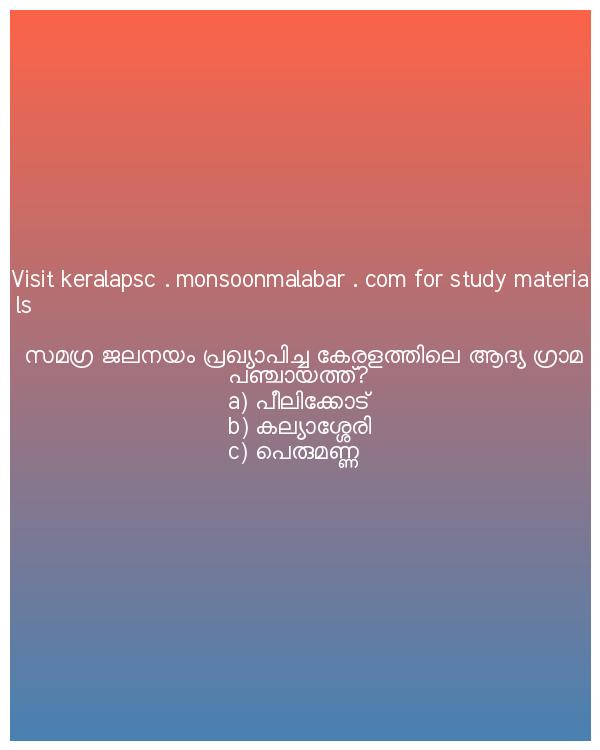 Visit keralapsc . monsoonmalabar . com for study materia
ls
സമഗ്ര ജലനയം പ്രഖ്യാപിച്ച കേരളത്തിലെ ആദ്യ ഗ്രാമ
പഞ്ചായത്ത്?
a) പീലിക്കോട്
b) കല്യാശ്ശേരി
c) പെരുമണ്ണ